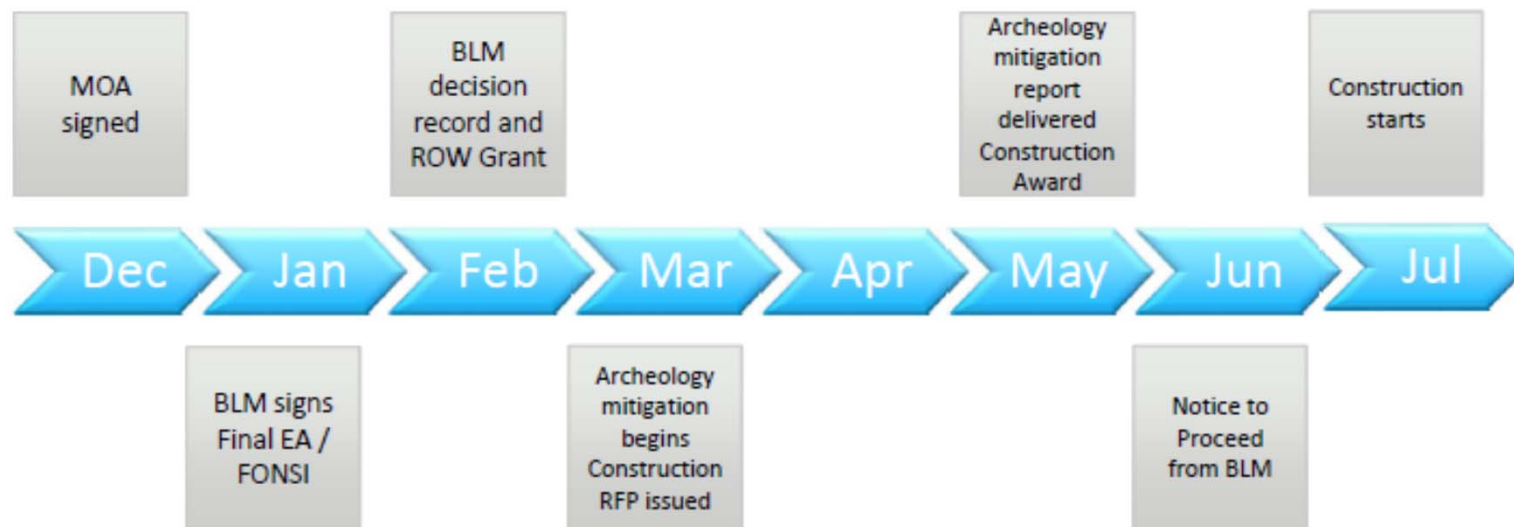 MOA
signed
BLM
decision
record and
ROW Grant
Archeology
mitigation
report
delivered
Construction
Award
Construction
starts
Dec
Jan
Feb
Mar
Apr
May
Jun
Jul
BLM signs
Final EA /
FONSI
Archeology
mitigation
begins
Construction
RFP issued
Notice to
Proceed
from BLM